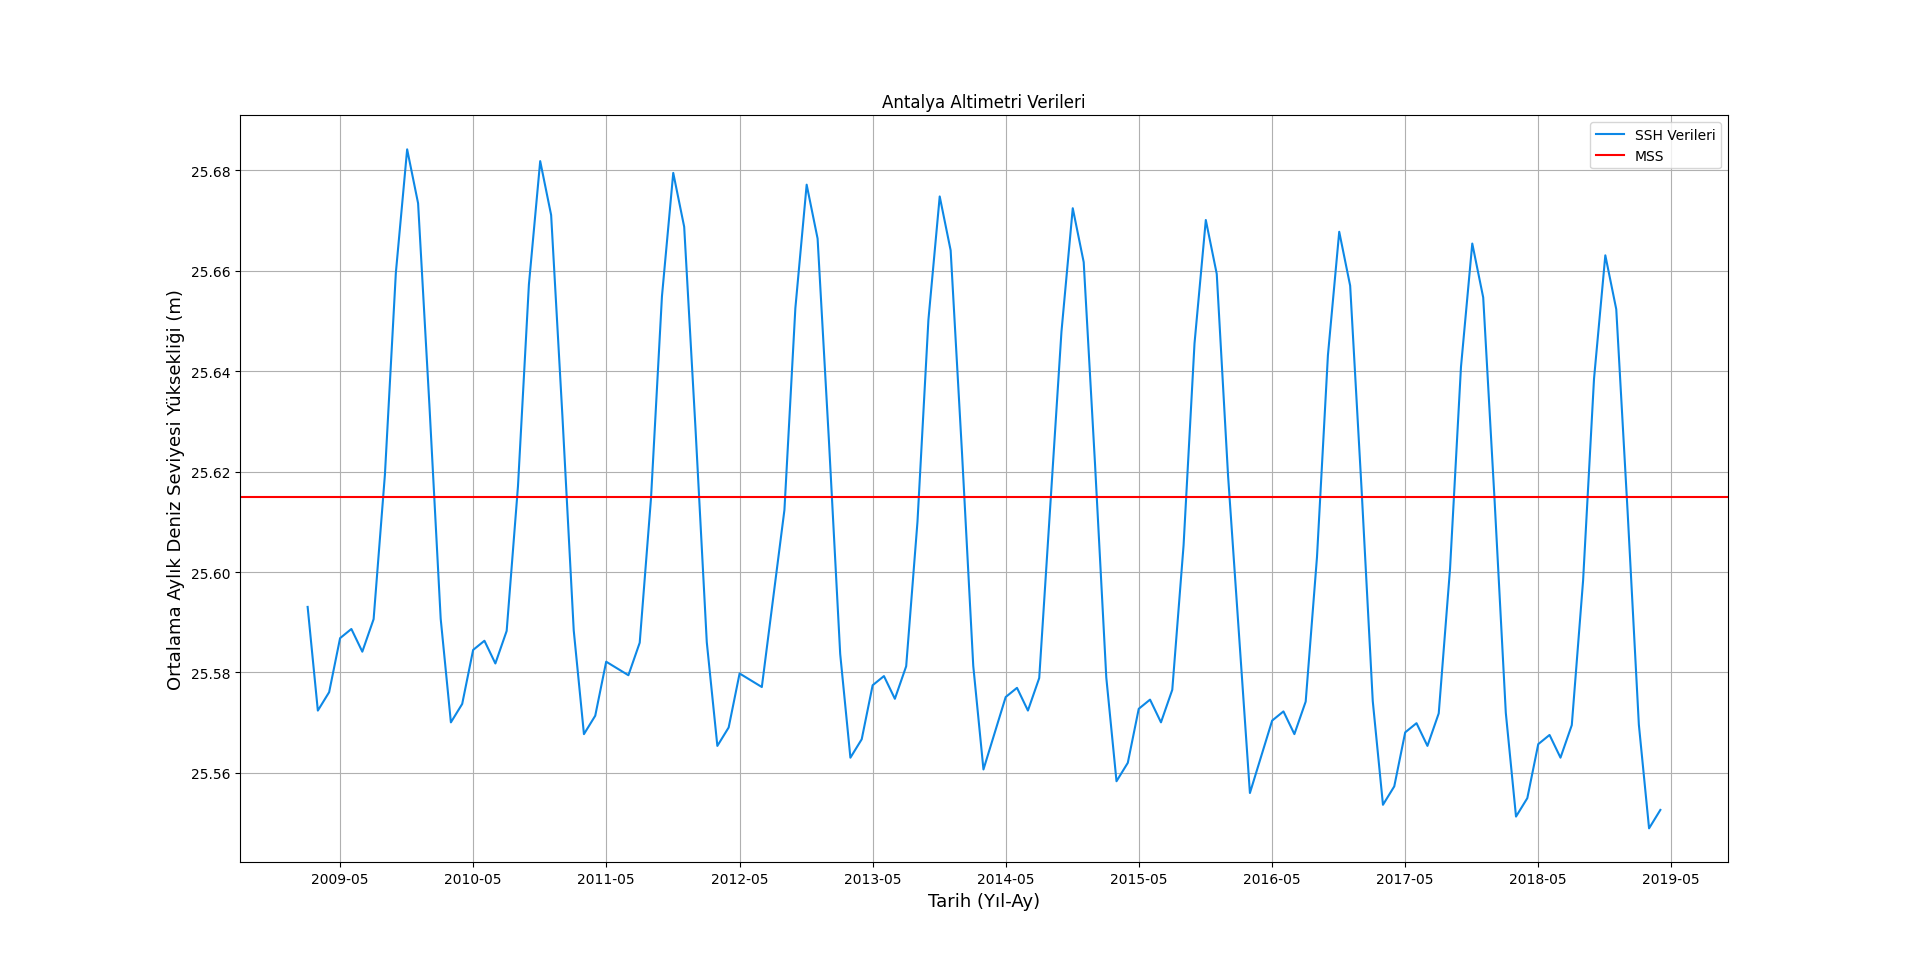 Antalya Altimetri Verileri
SSH Verileri
MSS
Ortalama Aylık Deniz Seviyesi Yüksekliği (m)
25.68
25.66
25.64
25.62
25.60
25.58
25.56
2009-05 2010-05 2011-05 2012-05 2013-05 2014-05 2015-05 2016-05 2017-05 2018-05 2019-05
Tarih (Yıl-Ay)